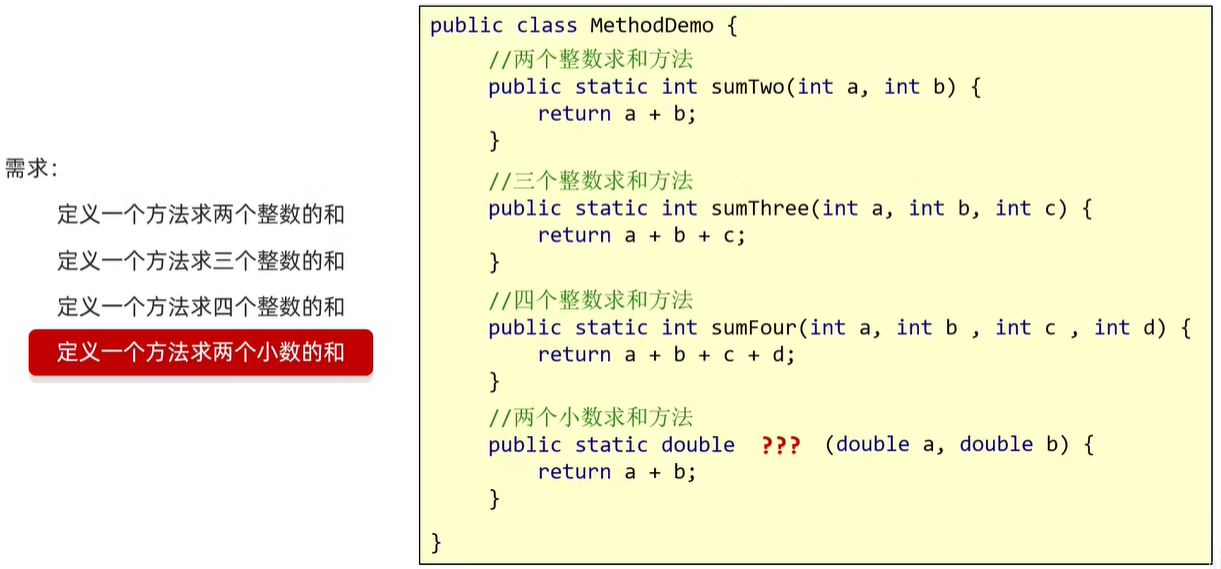 需求：
定义一个方法求两个整数的和
定义一个方法求三个整数的和
定义一个方法求四个整数的和
定义一个方法求两个小数的和
public class MethodDemo {
//两个整数求和方法
public static int sumTwo(int a, int b) {
return a + b;
}
//三个整数求和方法
public static int sumThree(int a, int b, int c) {
return a + b + c;
}
//四个整数求和方法
public static int sumFour(int a, int b , int c , int d) {
return a + b + c + d;
}
//两个小数求和方法
public static double ??? (double a, double b) {
return a + b;
}
}